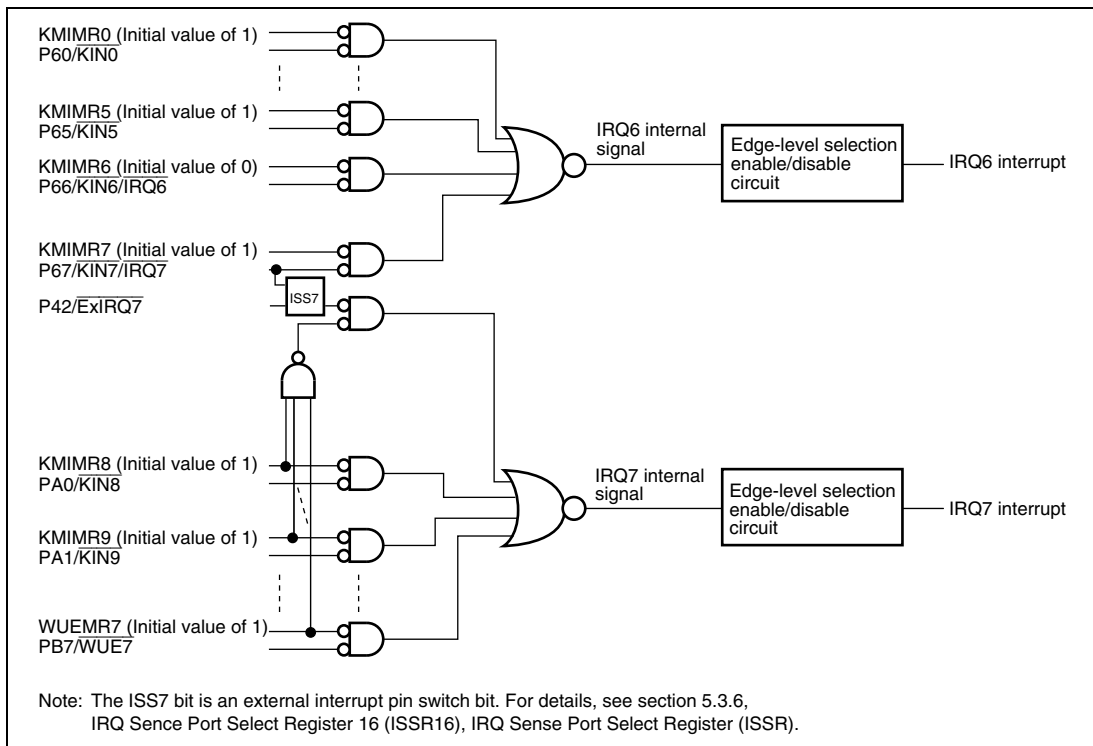 KMIMR0 (Initial value of 1)
P60/KIN0
KMIMR5 (Initial value of 1)
P65/KIN5
KMIMR6 (Initial value of 0)
P66/KIN6/IRQ6
KMIMR7 (Initial value of 1)
P67/KIN7/IRQ7
ISS7
P42/ExIRQ7
IRQ6 internal
signal
Edge-level selection
enable/disable
circuit
IRQ6 interrupt
KMIMR8 (Initial value of 1)
PA0/KIN8
KMIMR9 (Initial value of 1)
PA1/KIN9
WUEMR7 (Initial value of 1)
PB7/WUE7
IRQ7 internal
signal
Edge-level selection
enable/disable
circuit
IRQ7 interrupt
Note: The ISS7 bit is an external interrupt pin switch bit. For details, see section 5.3.6,
IRQ Sence Port Select Register 16 (ISSR16), IRQ Sense Port Select Register (ISSR).